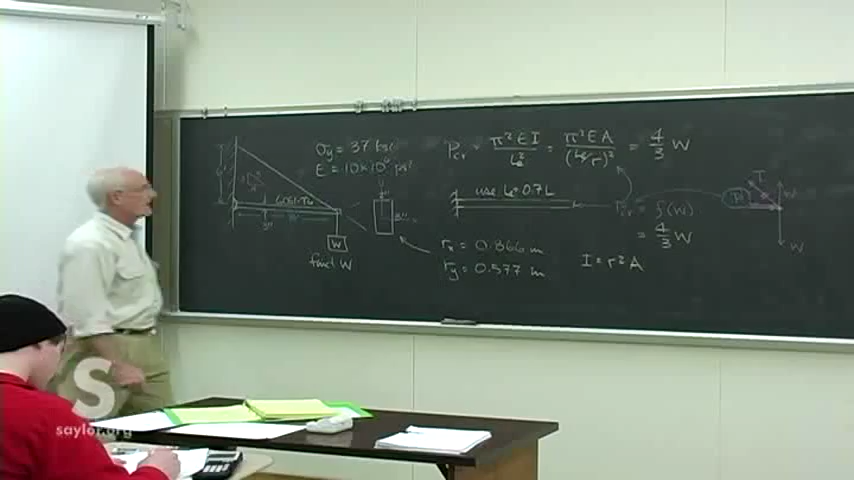 σy = 37 ksi
E = 10×10⁶ psi
6061-T6
3"
W
find W
Pcr = π²EI / Le² = π²EA / (Le/r)² = 4/3 W
use Le = 0.7L
rx = 0.866 in
ry = 0.577 in
I = r²A
= f(W)
= 4/3 W
T
W
W
S
saylor.org